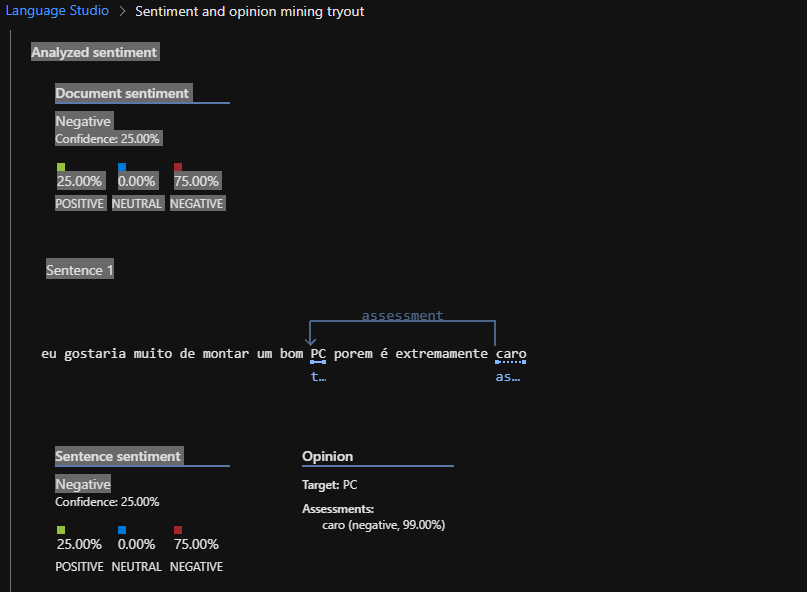 Language Studio > Sentiment and opinion mining tryout
Analyzed sentiment
Document sentiment
Negative
Confidence: 25.00%
25.00% 0.00% 75.00%
POSITIVE NEUTRAL NEGATIVE
Sentence 1
assessment
eu gostaria muito de montar um bom PC porem é extremamente caro
t... as...
Sentence sentiment
Negative
Confidence: 25.00%
25.00% 0.00% 75.00%
POSITIVE NEUTRAL NEGATIVE
Opinion
Target: PC
Assessments:
caro (negative, 99.00%)